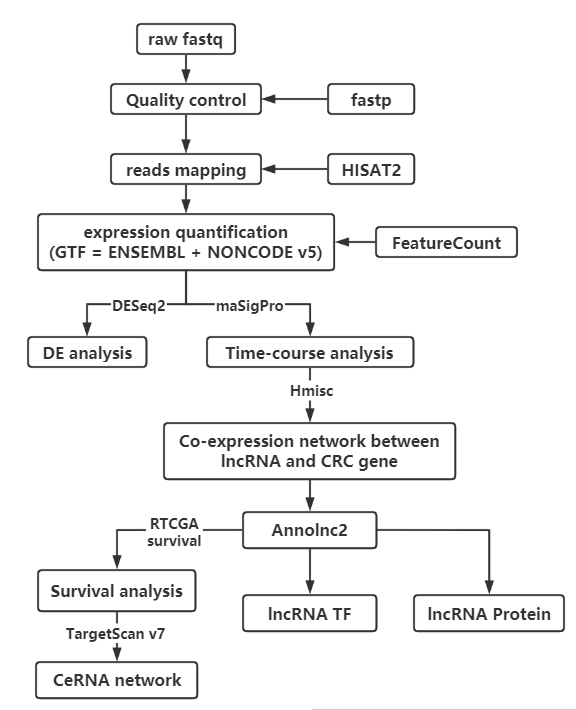 raw fastq
Quality control
fastp
reads mapping
HISAT2
expression quantification
(GTF = ENSEMBL + NONCODE v5)
FeatureCount
DESeq2
maSigPro
DE analysis
Time-course analysis
Hmisc
Co-expression network between
lncRNA and CRC gene
Annolnc2
RTCGA
survival
Survival analysis
lncRNA TF
lncRNA Protein
TargetScan v7
CeRNA network